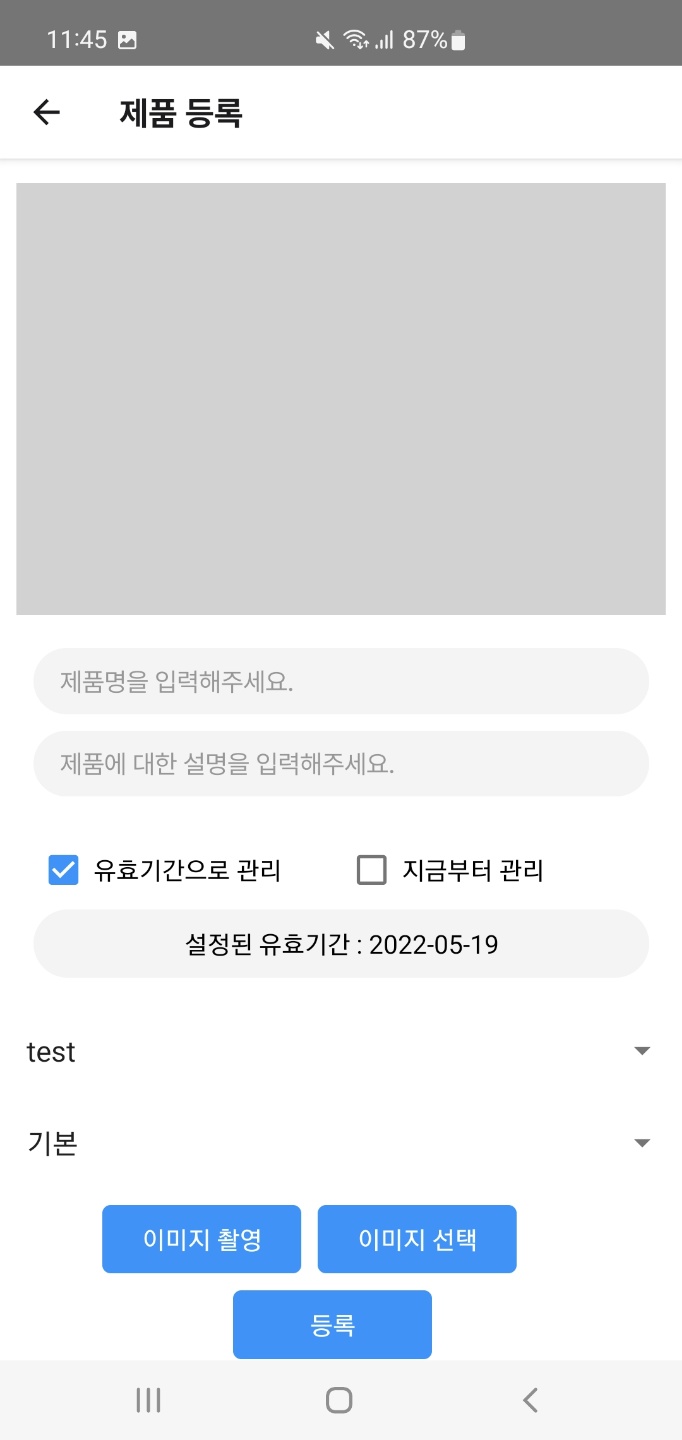 11:45 87%
제품 등록
제품명을 입력해주세요.
제품에 대한 설명을 입력해주세요.
유효기간으로 관리 지금부터 관리
설정된 유효기간 : 2022-05-19
test
기본
이미지 촬영 이미지 선택
등록